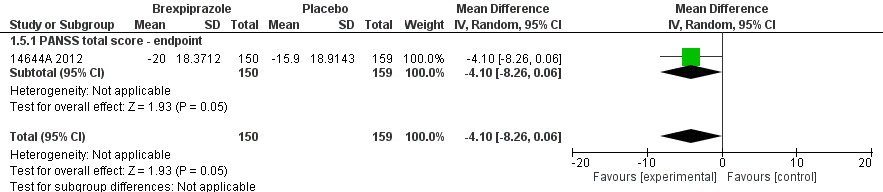 Brexpiprazole Placebo Mean Difference Mean Difference
Study or Subgroup Mean SD Total Mean SD Total Weight IV, Random, 95% CI IV, Random, 95% CI
1.5.1 PANSS total score - endpoint
14644A 2012 -20 18.3712 150 -15.9 18.9143 159 100.0% -4.10 [-8.26, 0.06]
Subtotal (95% CI) 150 159 100.0% -4.10 [-8.26, 0.06]
Heterogeneity: Not applicable
Test for overall effect: Z = 1.93 (P = 0.05)
Total (95% CI) 150 159 100.0% -4.10 [-8.26, 0.06]
Heterogeneity: Not applicable
Test for overall effect: Z = 1.93 (P = 0.05)
Test for subgroup differences: Not applicable
-20 -10 0 10 20
Favours [experimental] Favours [control]